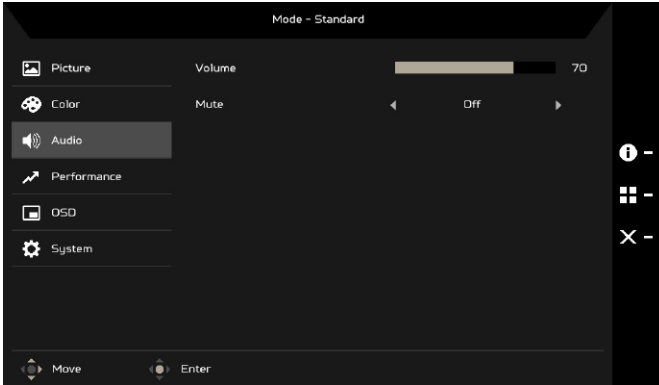 Mode - Standard
Picture
Volume 70
Color
Mute Off
Audio
Performance
OSD
System
Move Enter